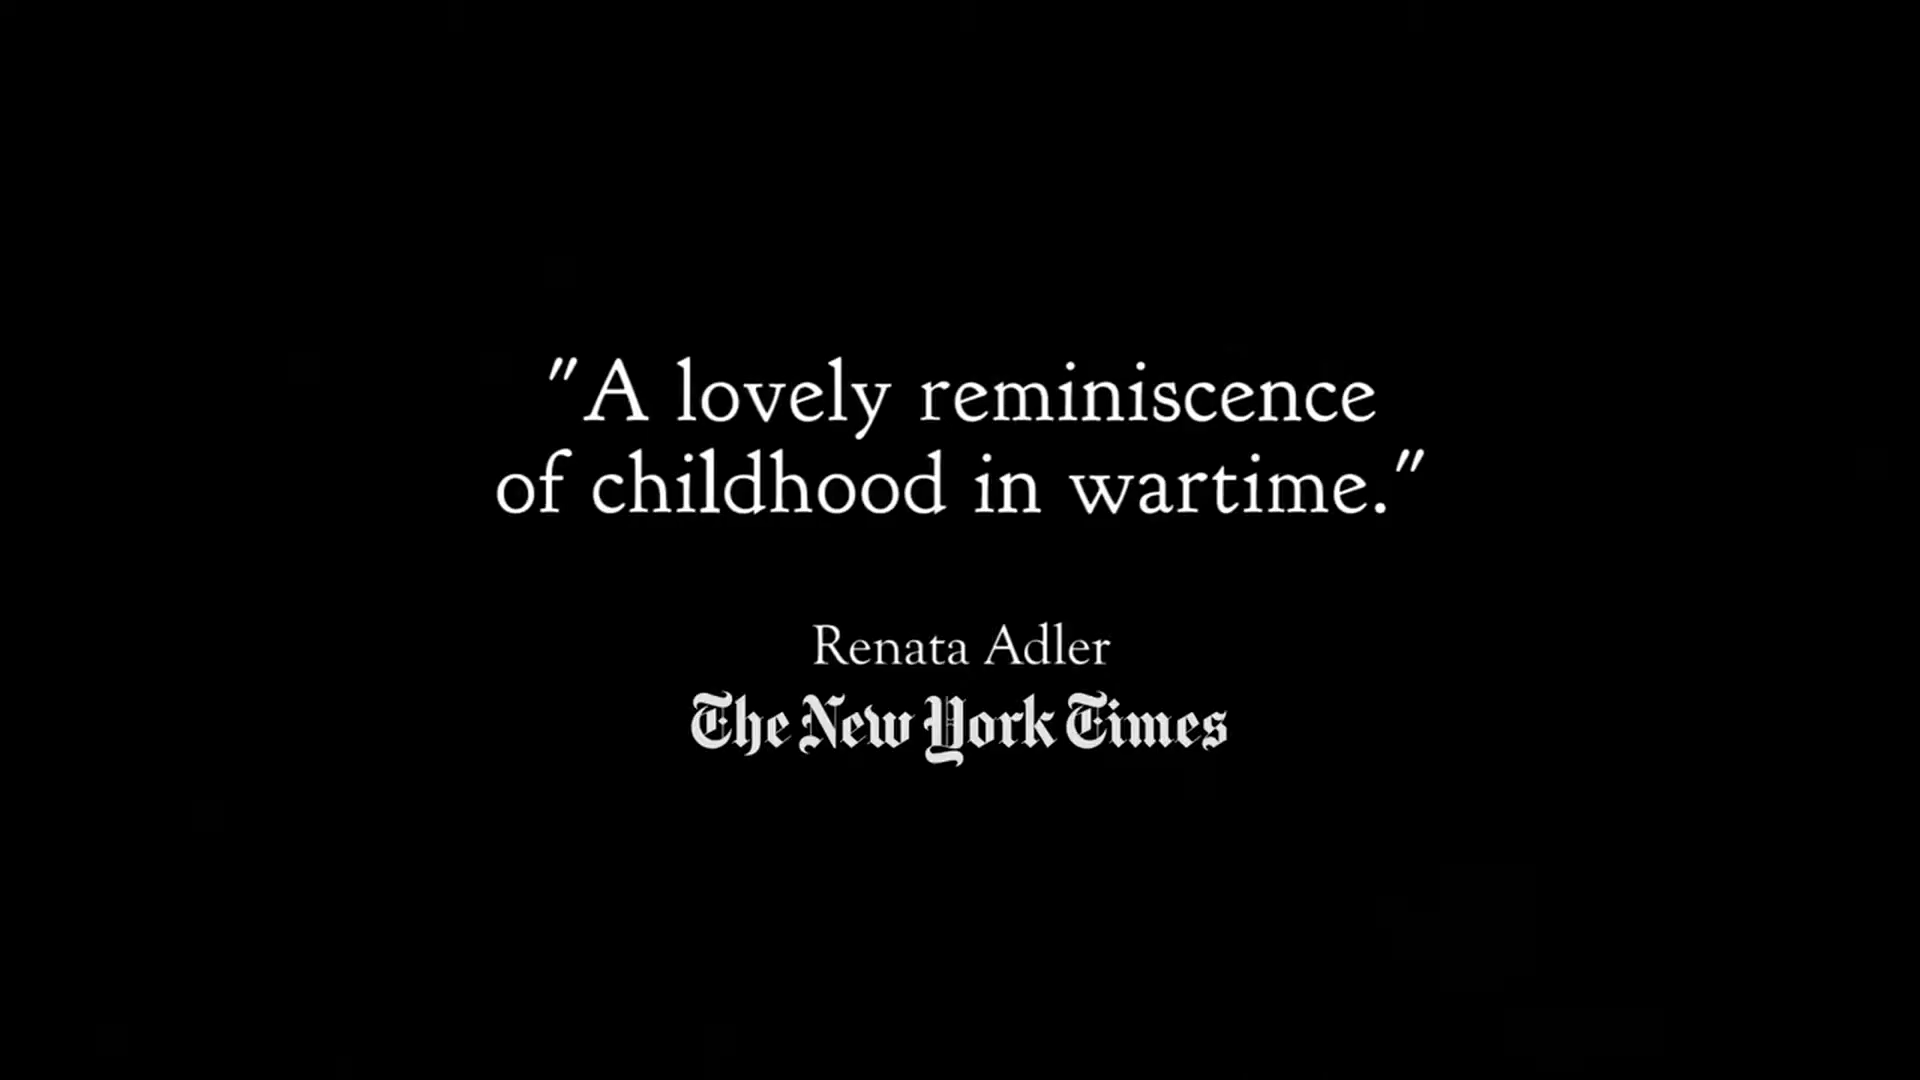 "A lovely reminiscence
of childhood in wartime."
Renata Adler
The New York Times